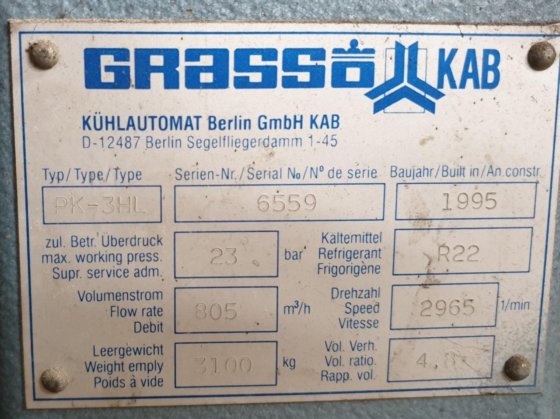 GRASSO KAB
KÜHLAUTOMAT Berlin GmbH KAB
D-12487 Berlin Segelfliegerdamm 1-45
Typ/Type/Type Serien-Nr./Serial No/N° de série Baujahr/Built in/An.constr.
PK-3HL 6559 1995
zul. Betr. Überdruck
max. working press. 23 bar
Supr. service adm.
Kältemittel
Refrigerant R22
Frigorigène
Volumenstrom
Flow rate 805 m³/h
Debit
Drehzahl
Speed 2965 1/min
Vitesse
Leergewicht
Weight emply 3100 kg
Poids à vide
Vol. Verh.
Vol. ratio.
Rapp. vol.